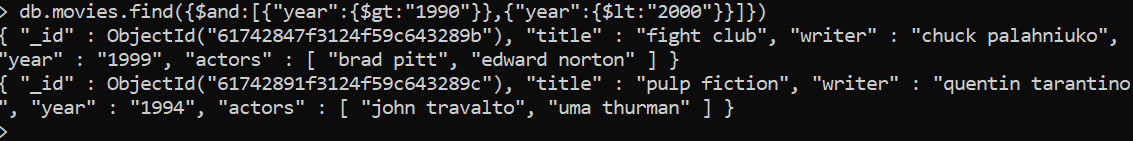 > db.movies.find({$and:[{"year":{$gt:"1990"}},{"year":{$lt:"2000"}}]})
{ "_id" : ObjectId("61742847f3124f59c643289b"), "title" : "fight club", "writer" : "chuck palahniuko",
"year" : "1999", "actors" : [ "brad pitt", "edward norton" ] }
{ "_id" : ObjectId("61742891f3124f59c643289c"), "title" : "pulp fiction", "writer" : "quentin tarantino
", "year" : "1994", "actors" : [ "john travalto", "uma thurman" ] }
>